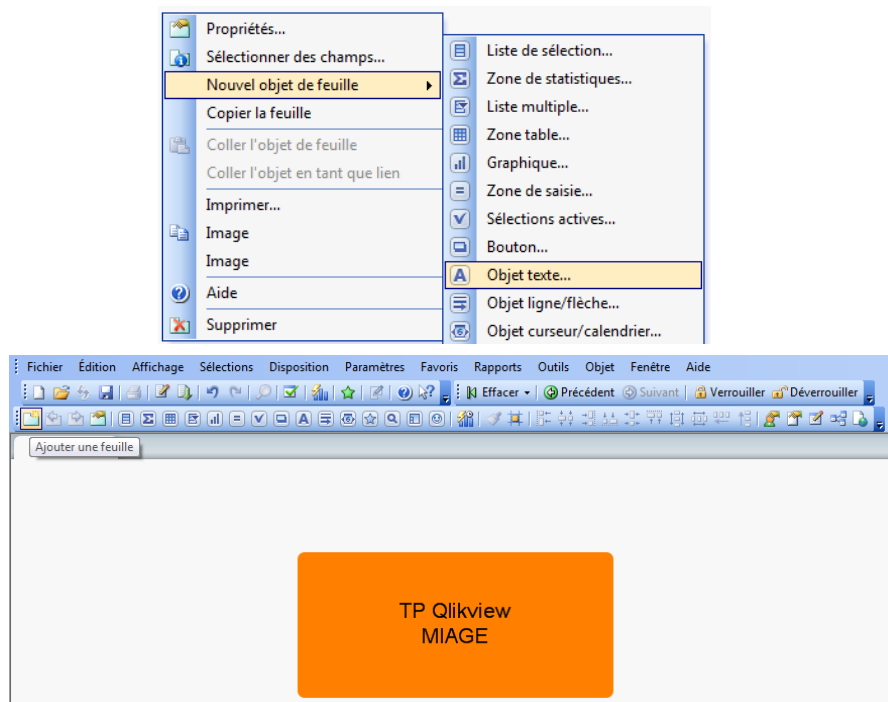 Propriétés...
Sélectionner des champs...
Nouvel objet de feuille
Copier la feuille
Coller l'objet de feuille
Coller l'objet en tant que lien
Imprimer...
Image
Image
Aide
Supprimer
Liste de sélection...
Zone de statistiques...
Liste multiple...
Zone table...
Graphique...
Zone de saisie...
Sélections actives...
Bouton...
Objet texte...
Objet ligne/flèche...
Objet curseur/calendrier...
Fichier Édition Affichage Sélections Disposition Paramètres Favoris Rapports Outils Objet Fenêtre Aide
Effacer Précédent Suivant Verrouiller Déverrouiller
Ajouter une feuille
TP Qlikview
MIAGE